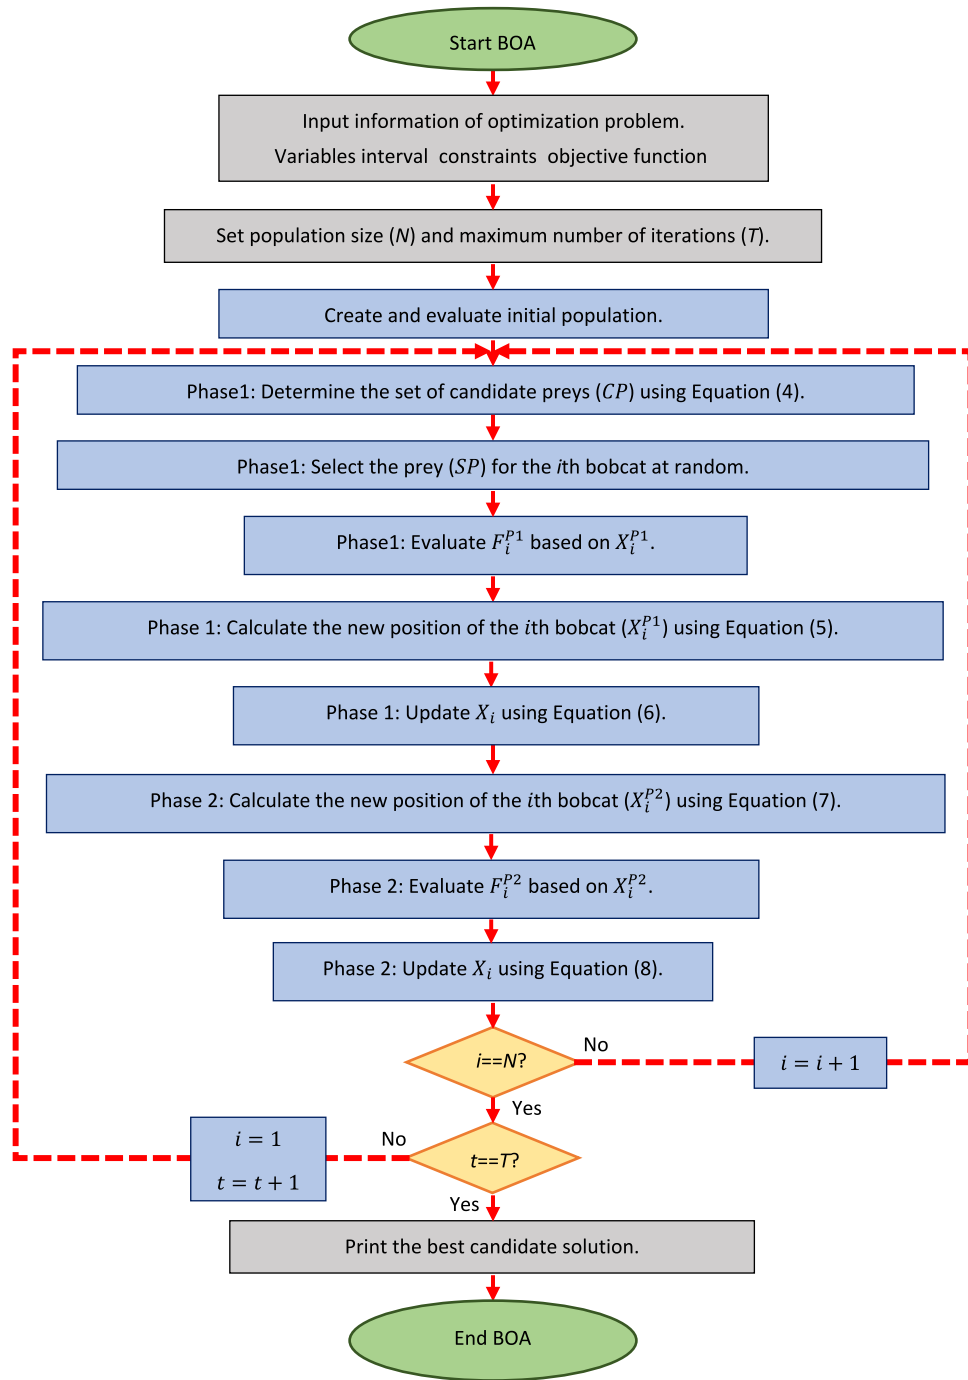 Start BOA
Input information of optimization problem.
Variables interval constraints objective function
Set population size (N) and maximum number of iterations (T).
Create and evaluate initial population.
Phase1: Determine the set of candidate preys (CP) using Equation (4).
Phase1: Select the prey (SP) for the ith bobcat at random.
Phase1: Evaluate F_i^{P1} based on X_i^{P1}.
Phase 1: Calculate the new position of the ith bobcat (X_i^{P1}) using Equation (5).
Phase 1: Update X_i using Equation (6).
Phase 2: Calculate the new position of the ith bobcat (X_i^{P2}) using Equation (7).
Phase 2: Evaluate F_i^{P2} based on X_i^{P2}.
Phase 2: Update X_i using Equation (8).
i==N?
No
i = i + 1
Yes
t==T?
No
i = 1
t = t + 1
Yes
Print the best candidate solution.
End BOA